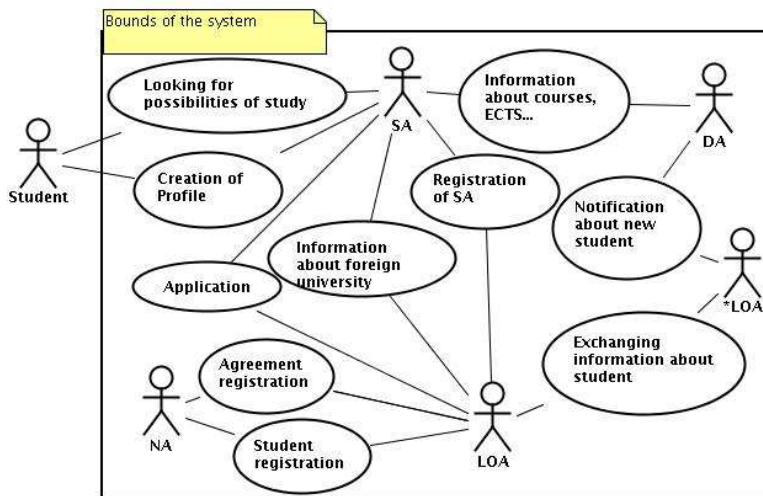 Bounds of the system
Looking for
possibilities of study
SA
Information
about courses,
ECTS...
DA
Student
Creation of
Profile
Registration
of SA
Notification
about new
student
Information
about foreign
university
Application
*LOA
Exchanging
information about
student
Agreement
registration
NA
Student
registration
LOA